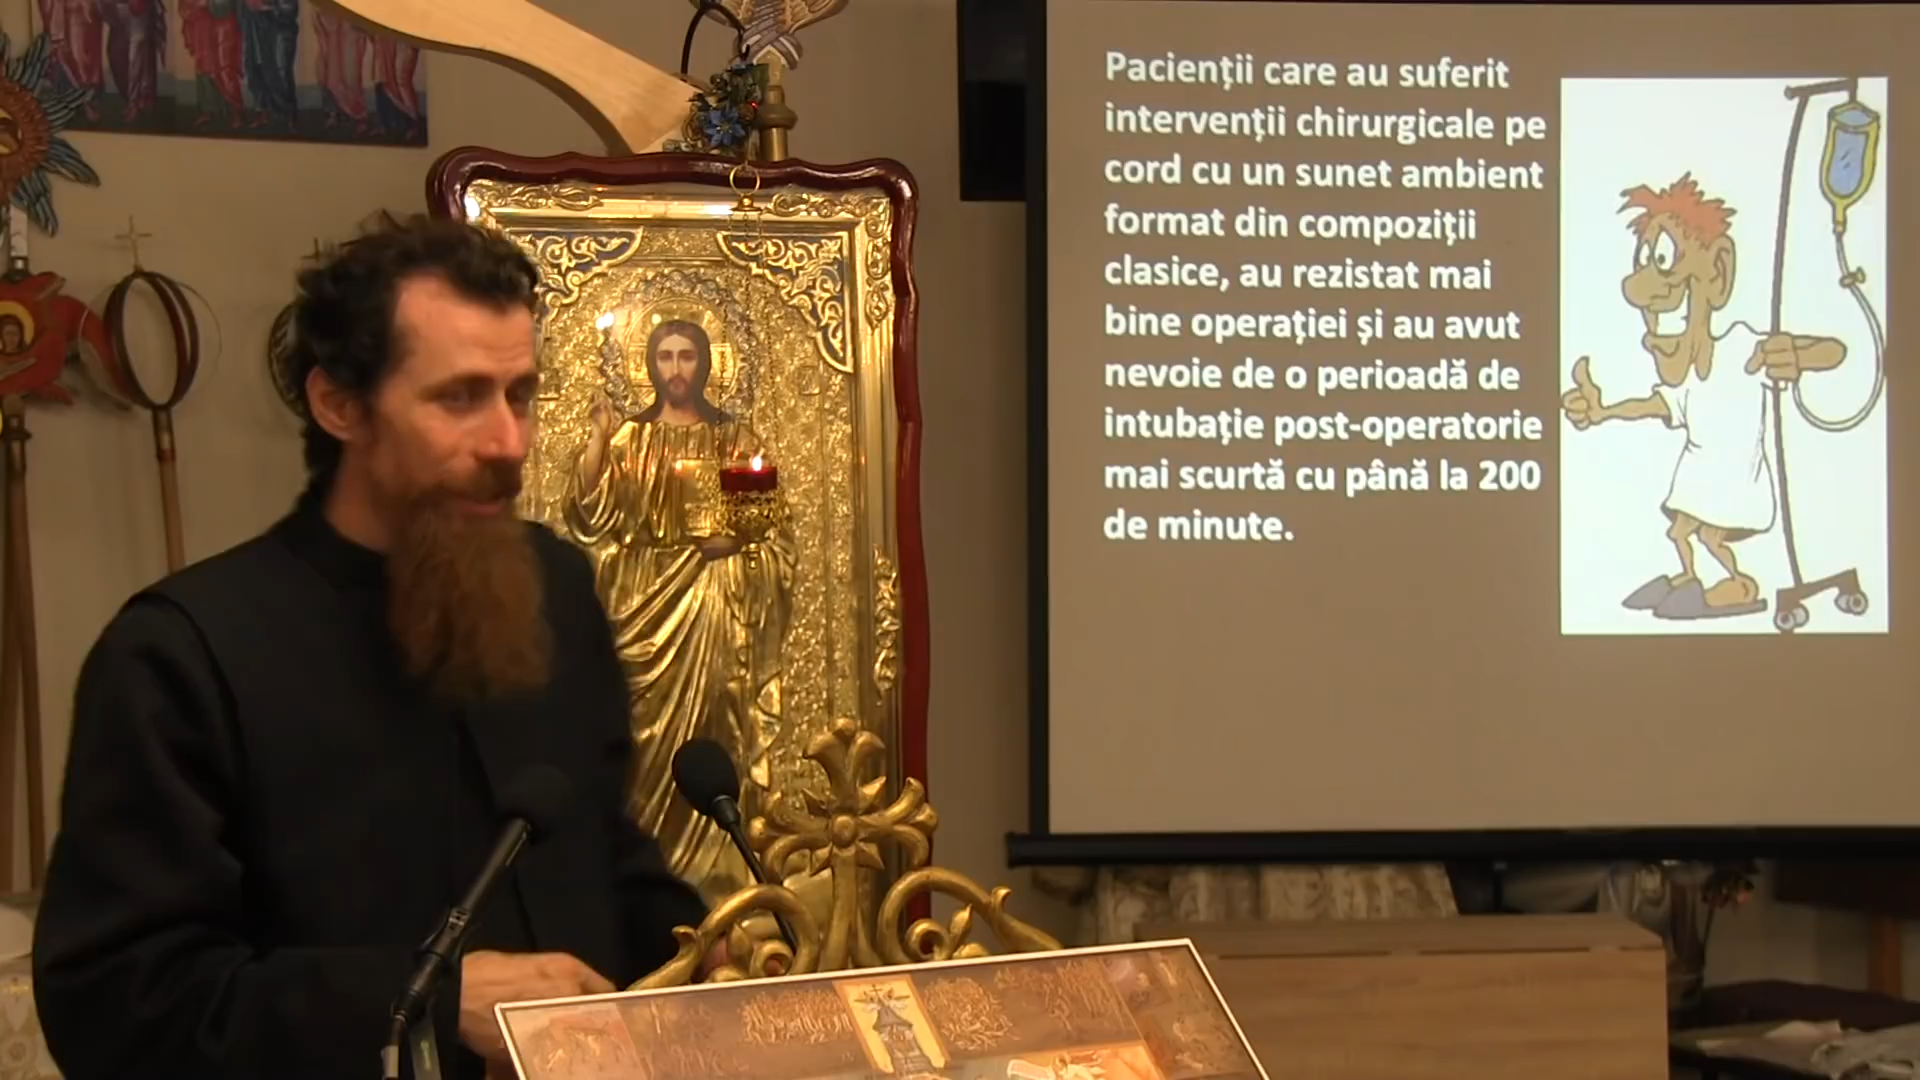 Pacienții care au suferit
intervenții chirurgicale pe
cord cu un sunet ambient
format din compoziții
clasice, au rezistat mai
bine operației și au avut
nevoie de o perioadă de
intubație post-operatorie
mai scurtă cu până la 200
de minute.